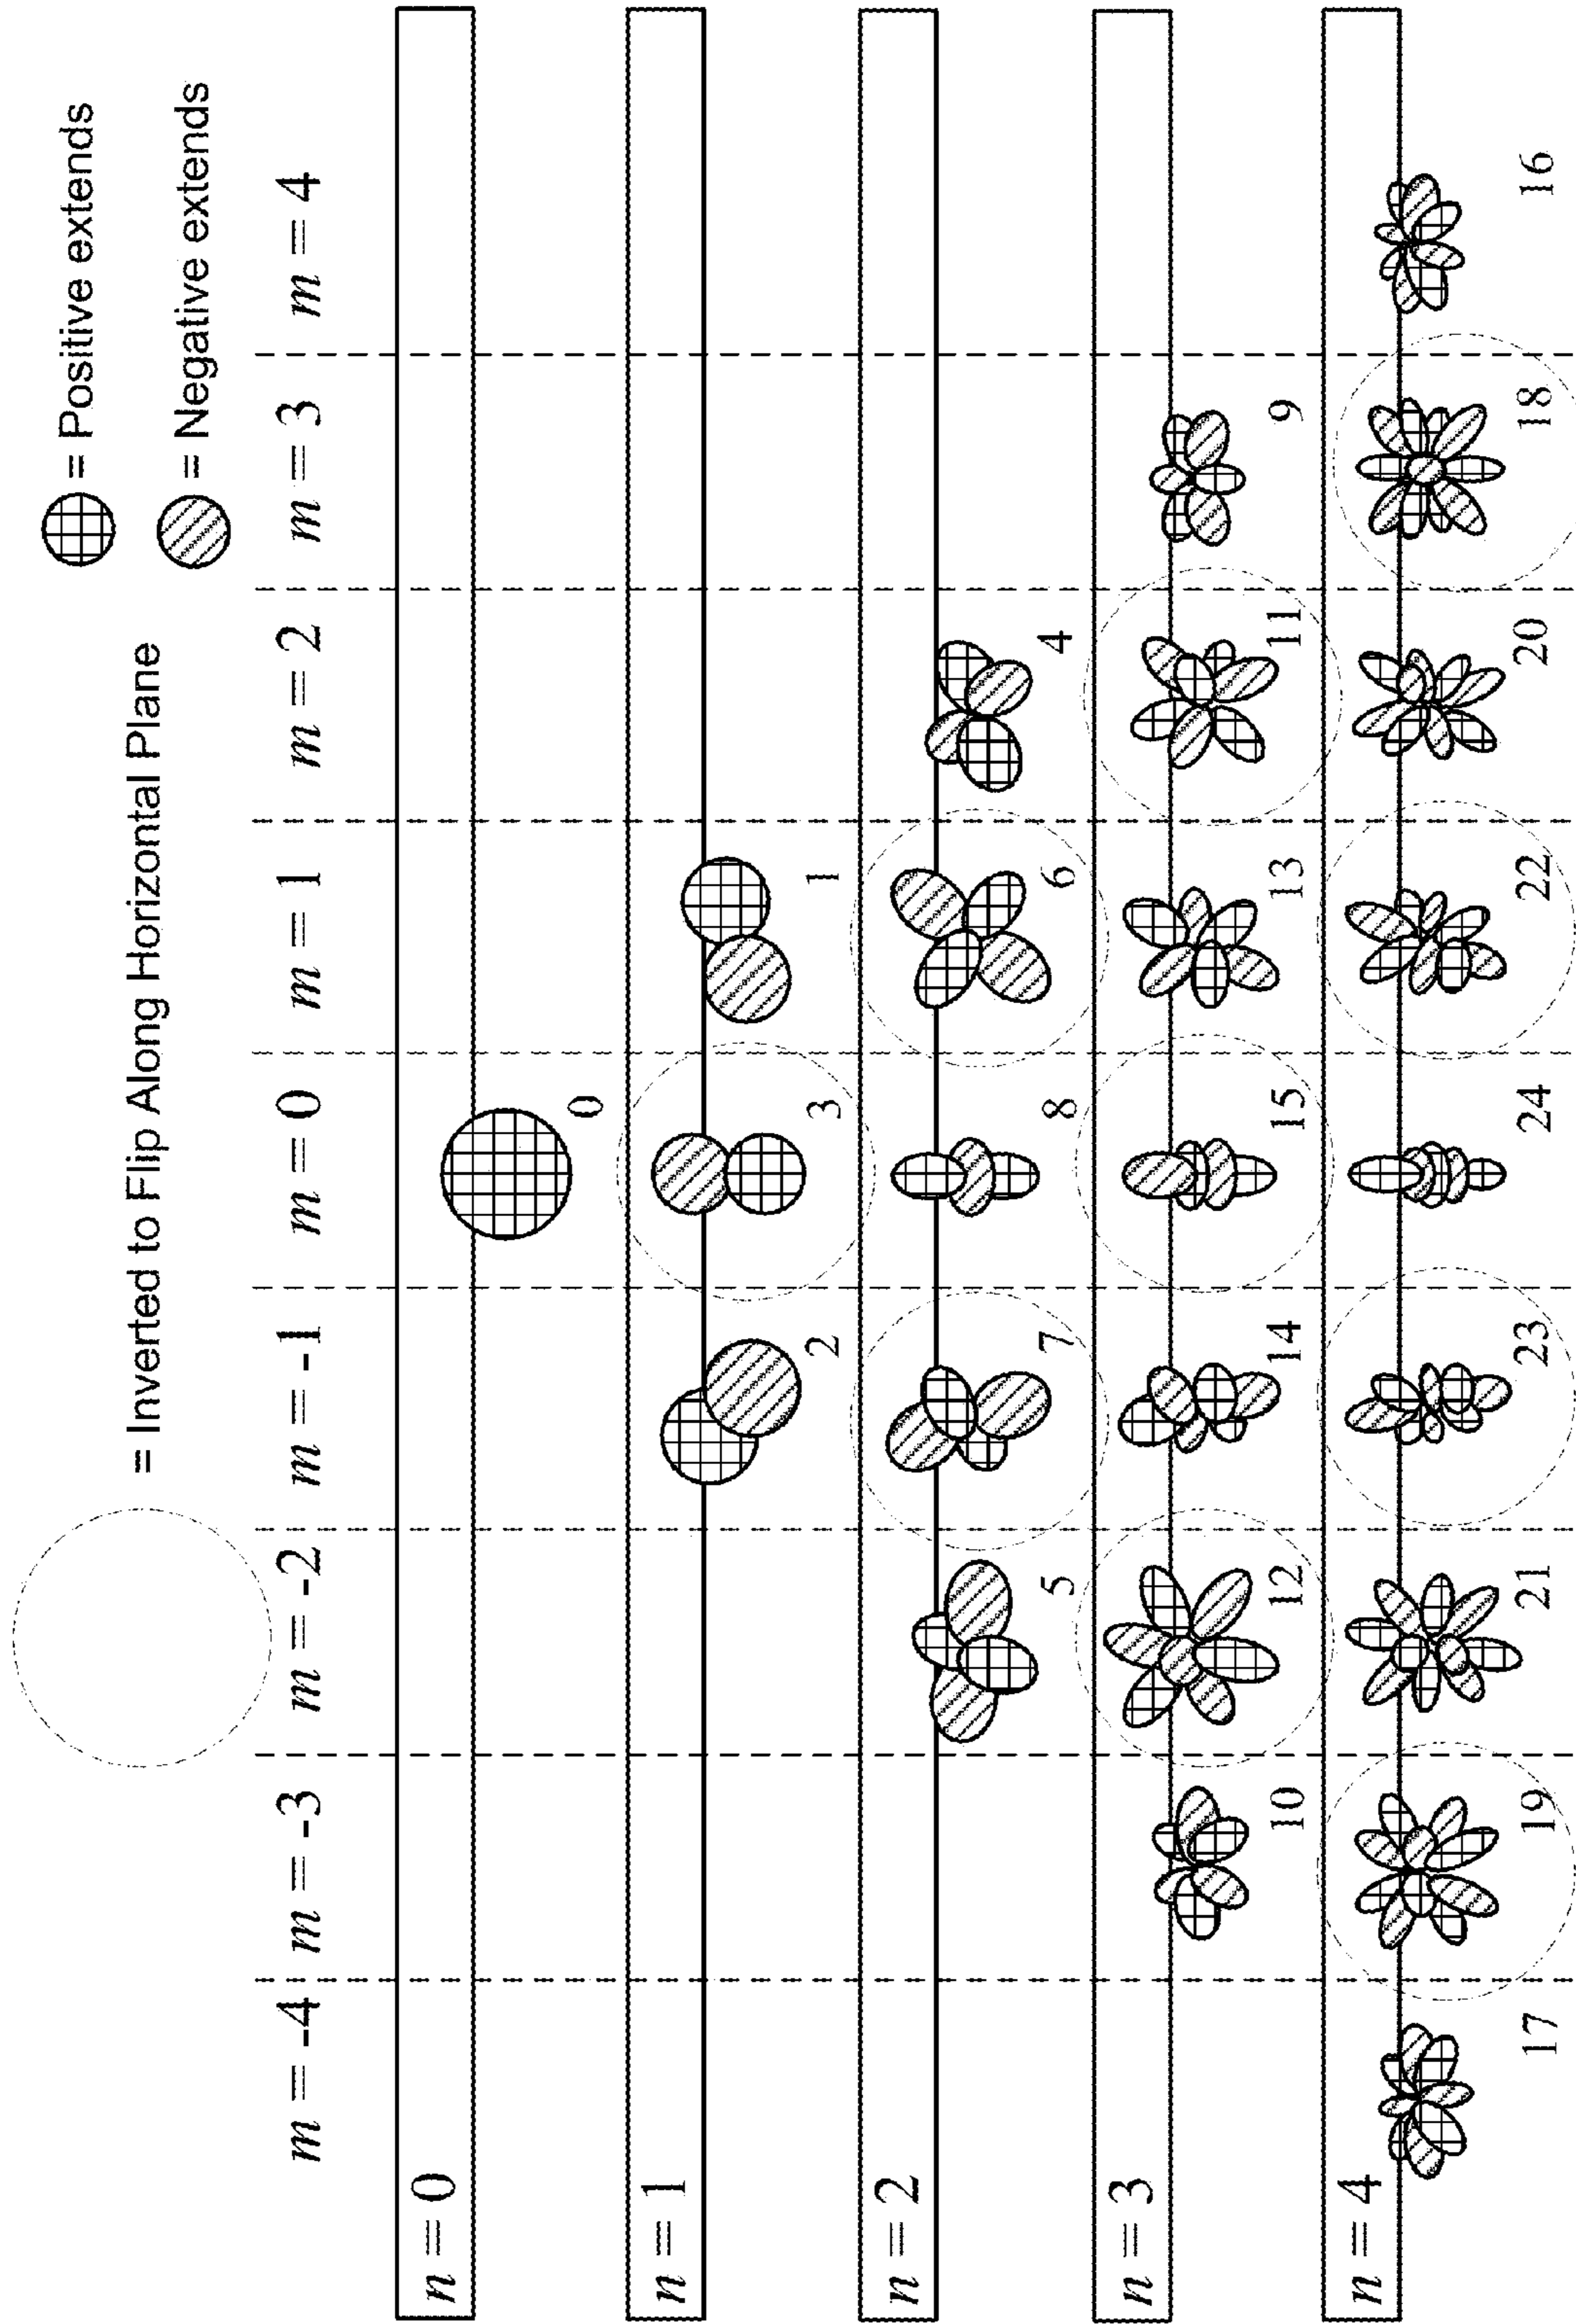 = Inverted to Flip Along Horizontal Plane
= Positive extends
= Negative extends
m = -4 m = -3 m = -2 m = -1 m = 0 m = 1 m = 2 m = 3 m = 4
n = 0
0
n = 1
2 3 1
n = 2
5 7 8 6 4
n = 3
10 12 14 15 13 11 9
n = 4
17 19 21 23 24 22 20 18 16